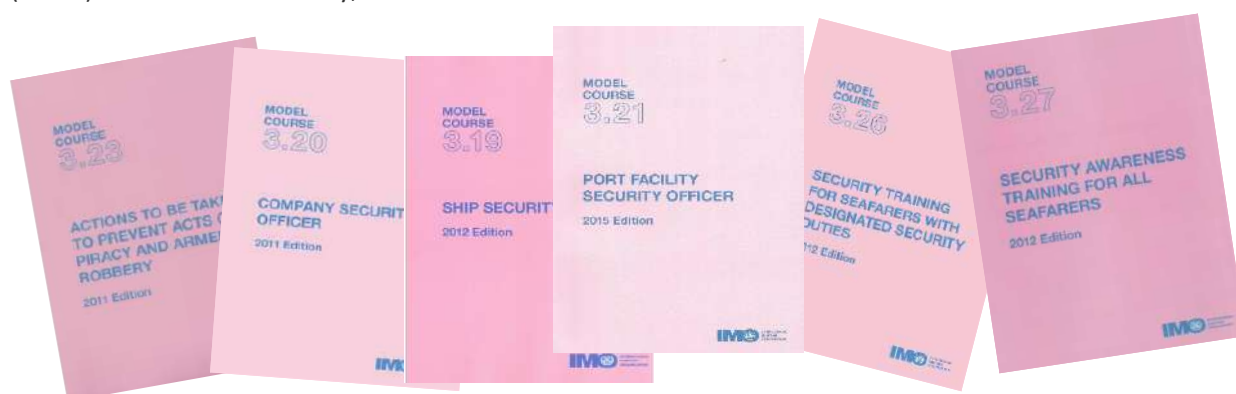 MODEL
COURSE
3.23
ACTIONS TO BE TAK
TO PREVENT ACTS
PIRACY AND ARME
ROBBERY
2011 Edition
MODEL
COURSE
3.20
COMPANY SECURIT
OFFICER
2011 Edition
IMO
MODEL
COURSE
3.19
SHIP SECURIT
2012 Edition
IMO
MODEL
COURSE
3.21
PORT FACILITY
SECURITY OFFICER
2015 Edition
IMO
MODEL
COURSE
3.26
SECURITY TRAINING
FOR SEAFARERS WITH
DESIGNATED SECURITY
DUTIES
2012 Edition
IMO
MODEL
COURSE
3.27
SECURITY AWARENESS
TRAINING FOR ALL
SEAFARERS
2012 Edition
IMO